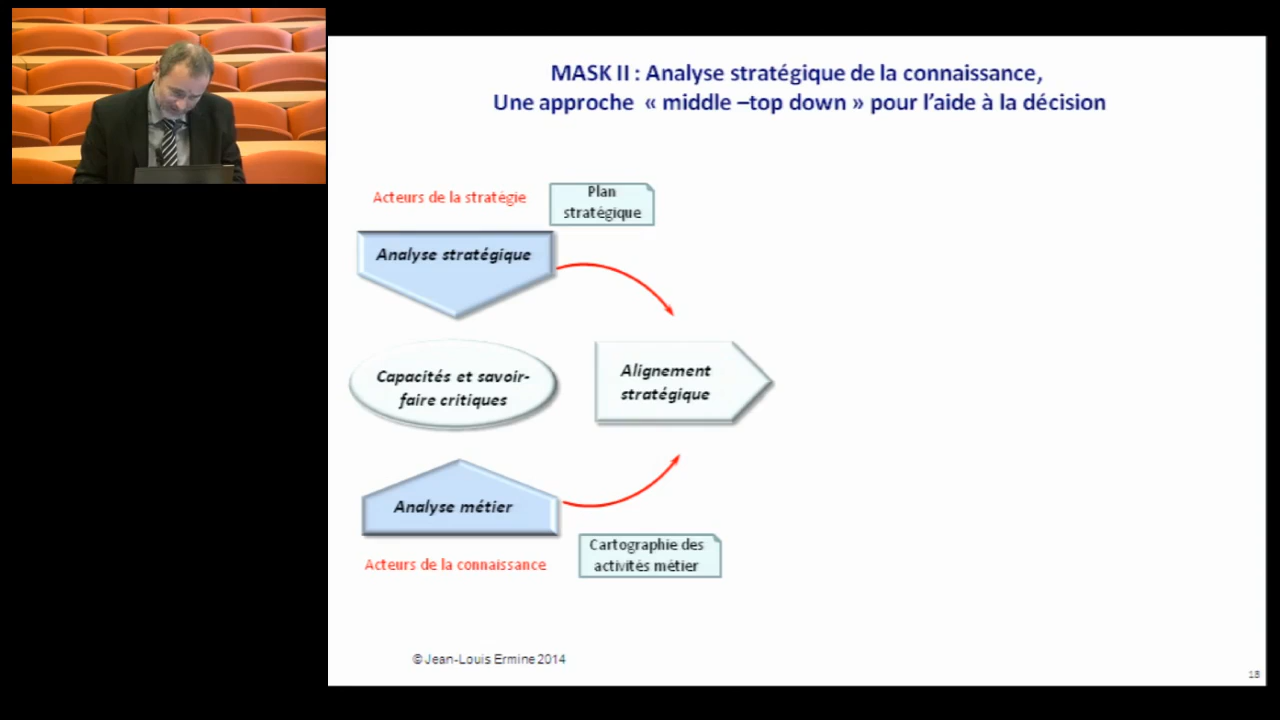 MASK II : Analyse stratégique de la connaissance,
Une approche « middle –top down » pour l'aide à la décision
Acteurs de la stratégie
Plan
stratégique
Analyse stratégique
Capacités et savoir-
faire critiques
Alignement
stratégique
Analyse métier
Acteurs de la connaissance
Cartographie des
activités métier
© Jean-Louis Ermine 2014
18